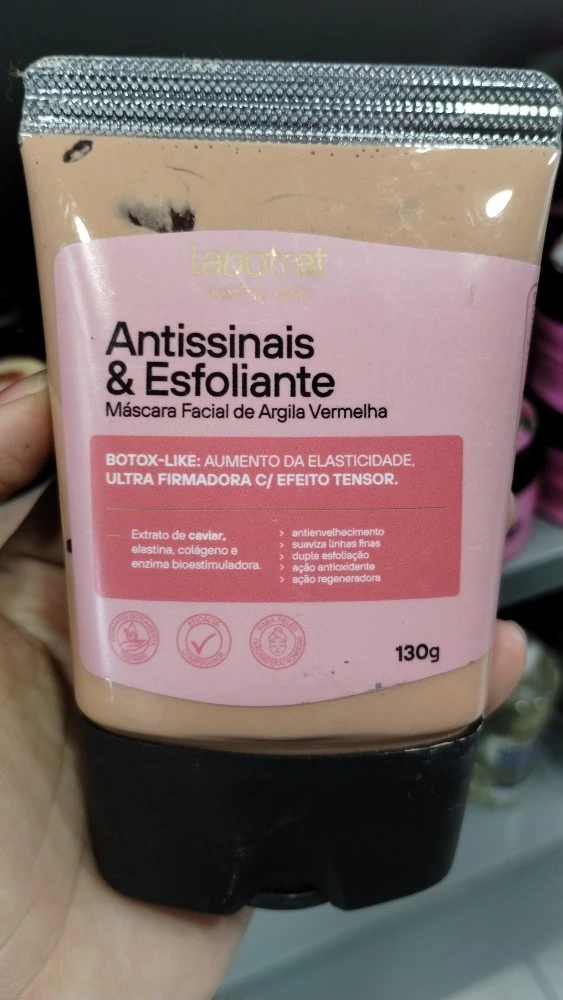 labotrat
Antissinais
& Esfoliante
Máscara Facial de Argila Vermelha
BOTOX-LIKE: AUMENTO DA ELASTICIDADE,
ULTRA FIRMADORA C/ EFEITO TENSOR.
Extrato de caviar,
elastina, colágeno e
enzima bioestimuladora.
> antienvelhecimento
> suaviza linhas finas
> dupla esfoliação
> ação antioxidante
> ação regeneradora
130g